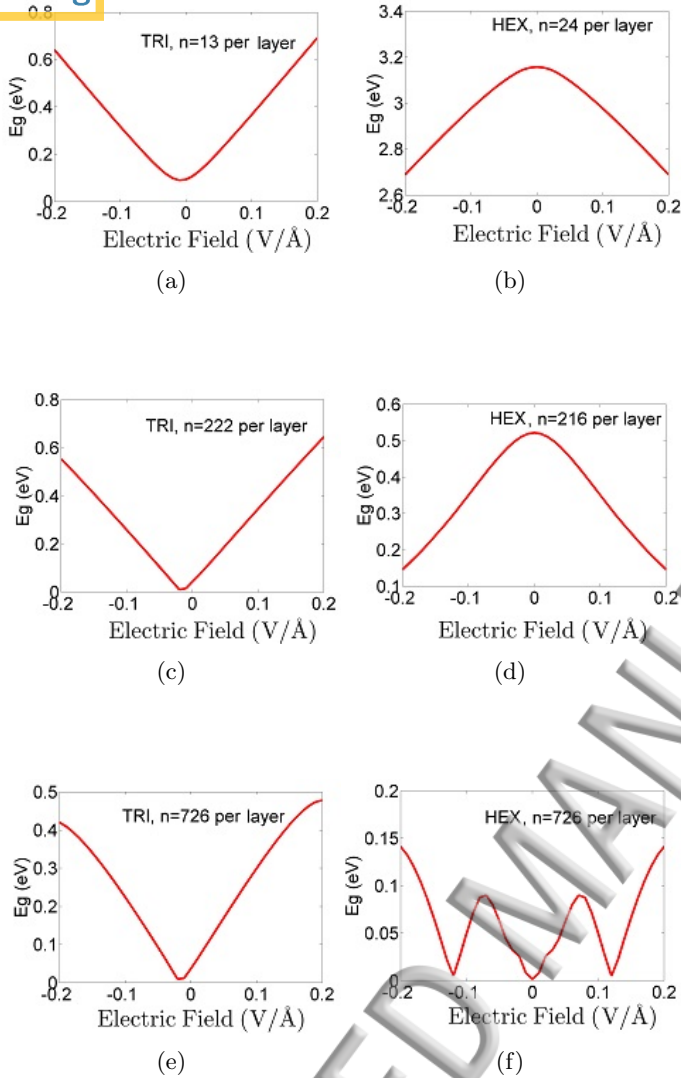 g
TRI, n=13 per layer
0.8
0.6
0.4
0.2
0
Eg (eV)
-0.2 -0.1 0 0.1 0.2
Electric Field (V/Å)
(a)
HEX, n=24 per layer
3.4
3.2
3
2.8
2.6
Eg (eV)
-0.2 -0.1 0 0.1 0.2
Electric Field (V/Å)
(b)
TRI, n=222 per layer
0.8
0.6
0.4
0.2
0
Eg (eV)
-0.2 -0.1 0 0.1 0.2
Electric Field (V/Å)
(c)
HEX, n=216 per layer
0.6
0.5
0.4
0.3
0.2
0.1
Eg (eV)
-0.2 -0.1 0 0.1 0.2
Electric Field (V/Å)
(d)
TRI, n=726 per layer
0.5
0.4
0.3
0.2
0.1
0
Eg (eV)
-0.2 -0.1 0 0.1 0.2
Electric Field (V/Å)
(e)
HEX, n=726 per layer
0.2
0.15
0.1
0.05
0
Eg (eV)
-0.2 -0.1 0 0.1 0.2
Electric Field (V/Å)
(f)
ED MAN